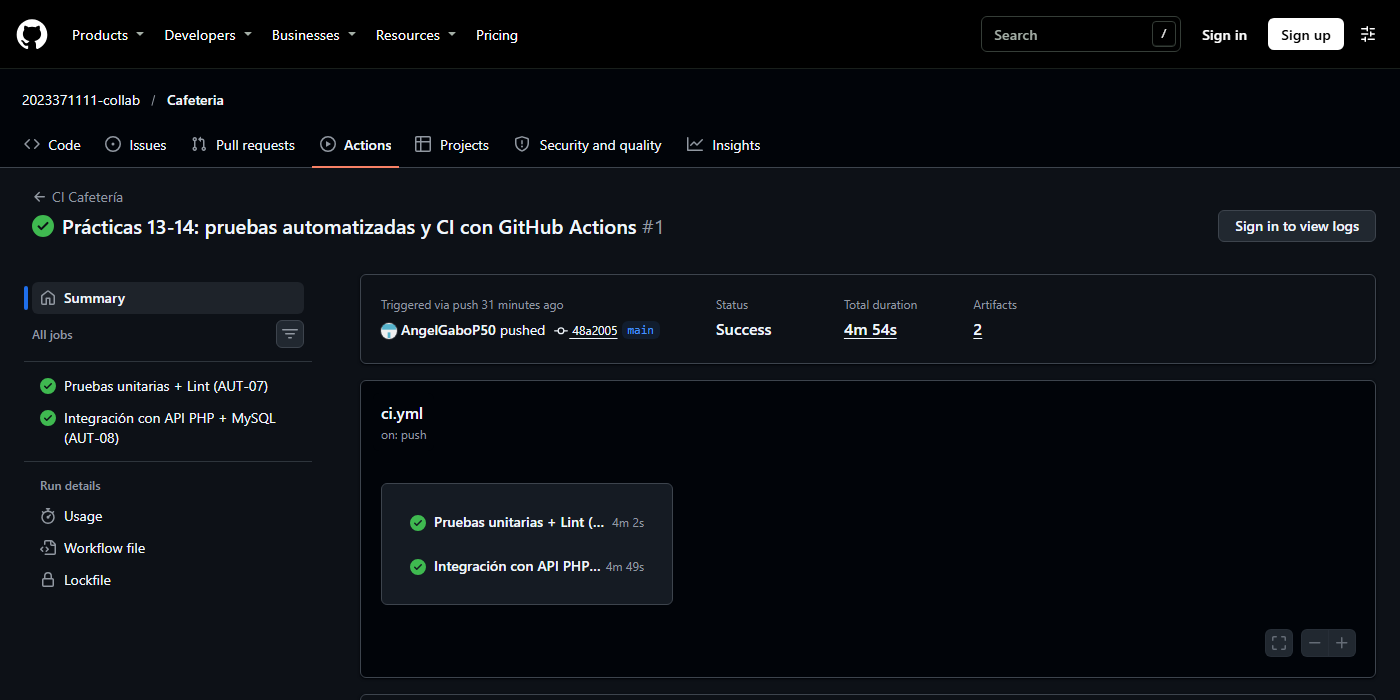 Products Developers Businesses Resources Pricing Search / Sign in Sign up
2023371111-collab / Cafeteria
Code Issues Pull requests Actions Projects Security and quality Insights
CI Cafetería
Prácticas 13-14: pruebas automatizadas y CI con GitHub Actions #1
Sign in to view logs
Summary
All jobs
Pruebas unitarias + Lint (AUT-07)
Integración con API PHP + MySQL
(AUT-08)
Run details
Usage
Workflow file
Lockfile
Triggered via push 31 minutes ago
AngelGaboP50 pushed 48a2005 main
Status
Success
Total duration
4m 54s
Artifacts
2
ci.yml
on: push
Pruebas unitarias + Lint (... 4m 2s
Integración con API PHP... 4m 49s